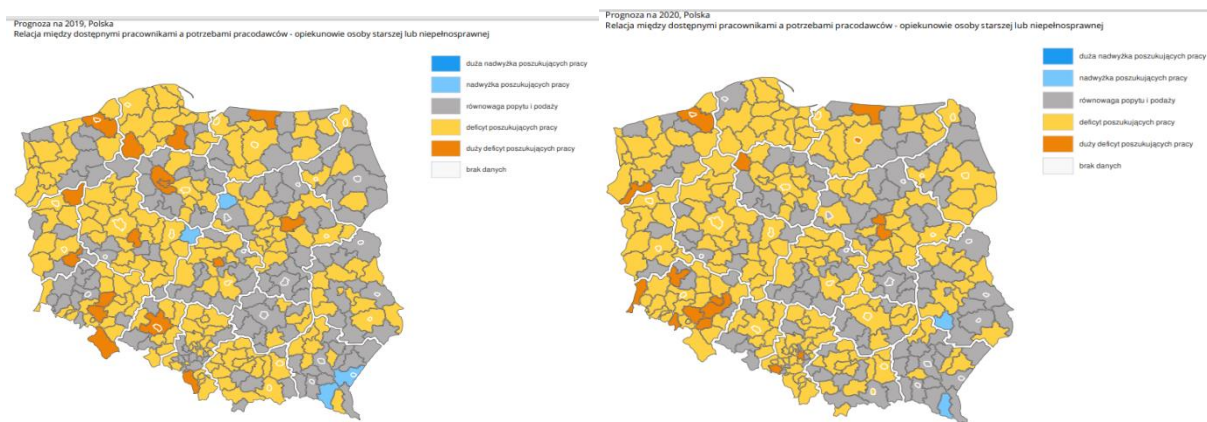 Prognoza na 2019, Polska
Relacja między dostępnymi pracownikami a potrzebami pracodawców - opiekunowie osoby starszej lub niepełnosprawnej
duża nadwyżka poszukujących pracy
nadwyżka poszukujących pracy
równowaga popytu i podaży
deficyt poszukujących pracy
duży deficyt poszukujących pracy
brak danych
Prognoza na 2020, Polska
Relacja między dostępnymi pracownikami a potrzebami pracodawców - opiekunowie osoby starszej lub niepełnosprawnej
duża nadwyżka poszukujących pracy
nadwyżka poszukujących pracy
równowaga popytu i podaży
deficyt poszukujących pracy
duży deficyt poszukujących pracy
brak danych